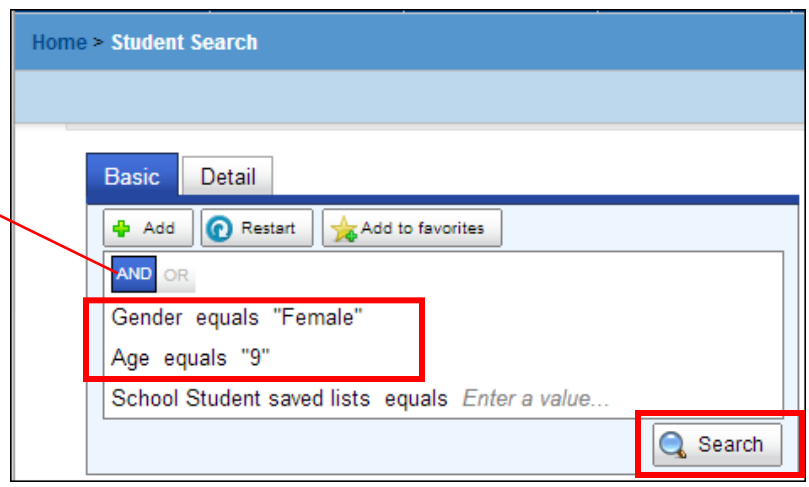 Home > Student Search
Basic Detail
Add Restart Add to favorites
AND OR
Gender equals "Female"
Age equals "9"
School Student saved lists equals Enter a value...
Search